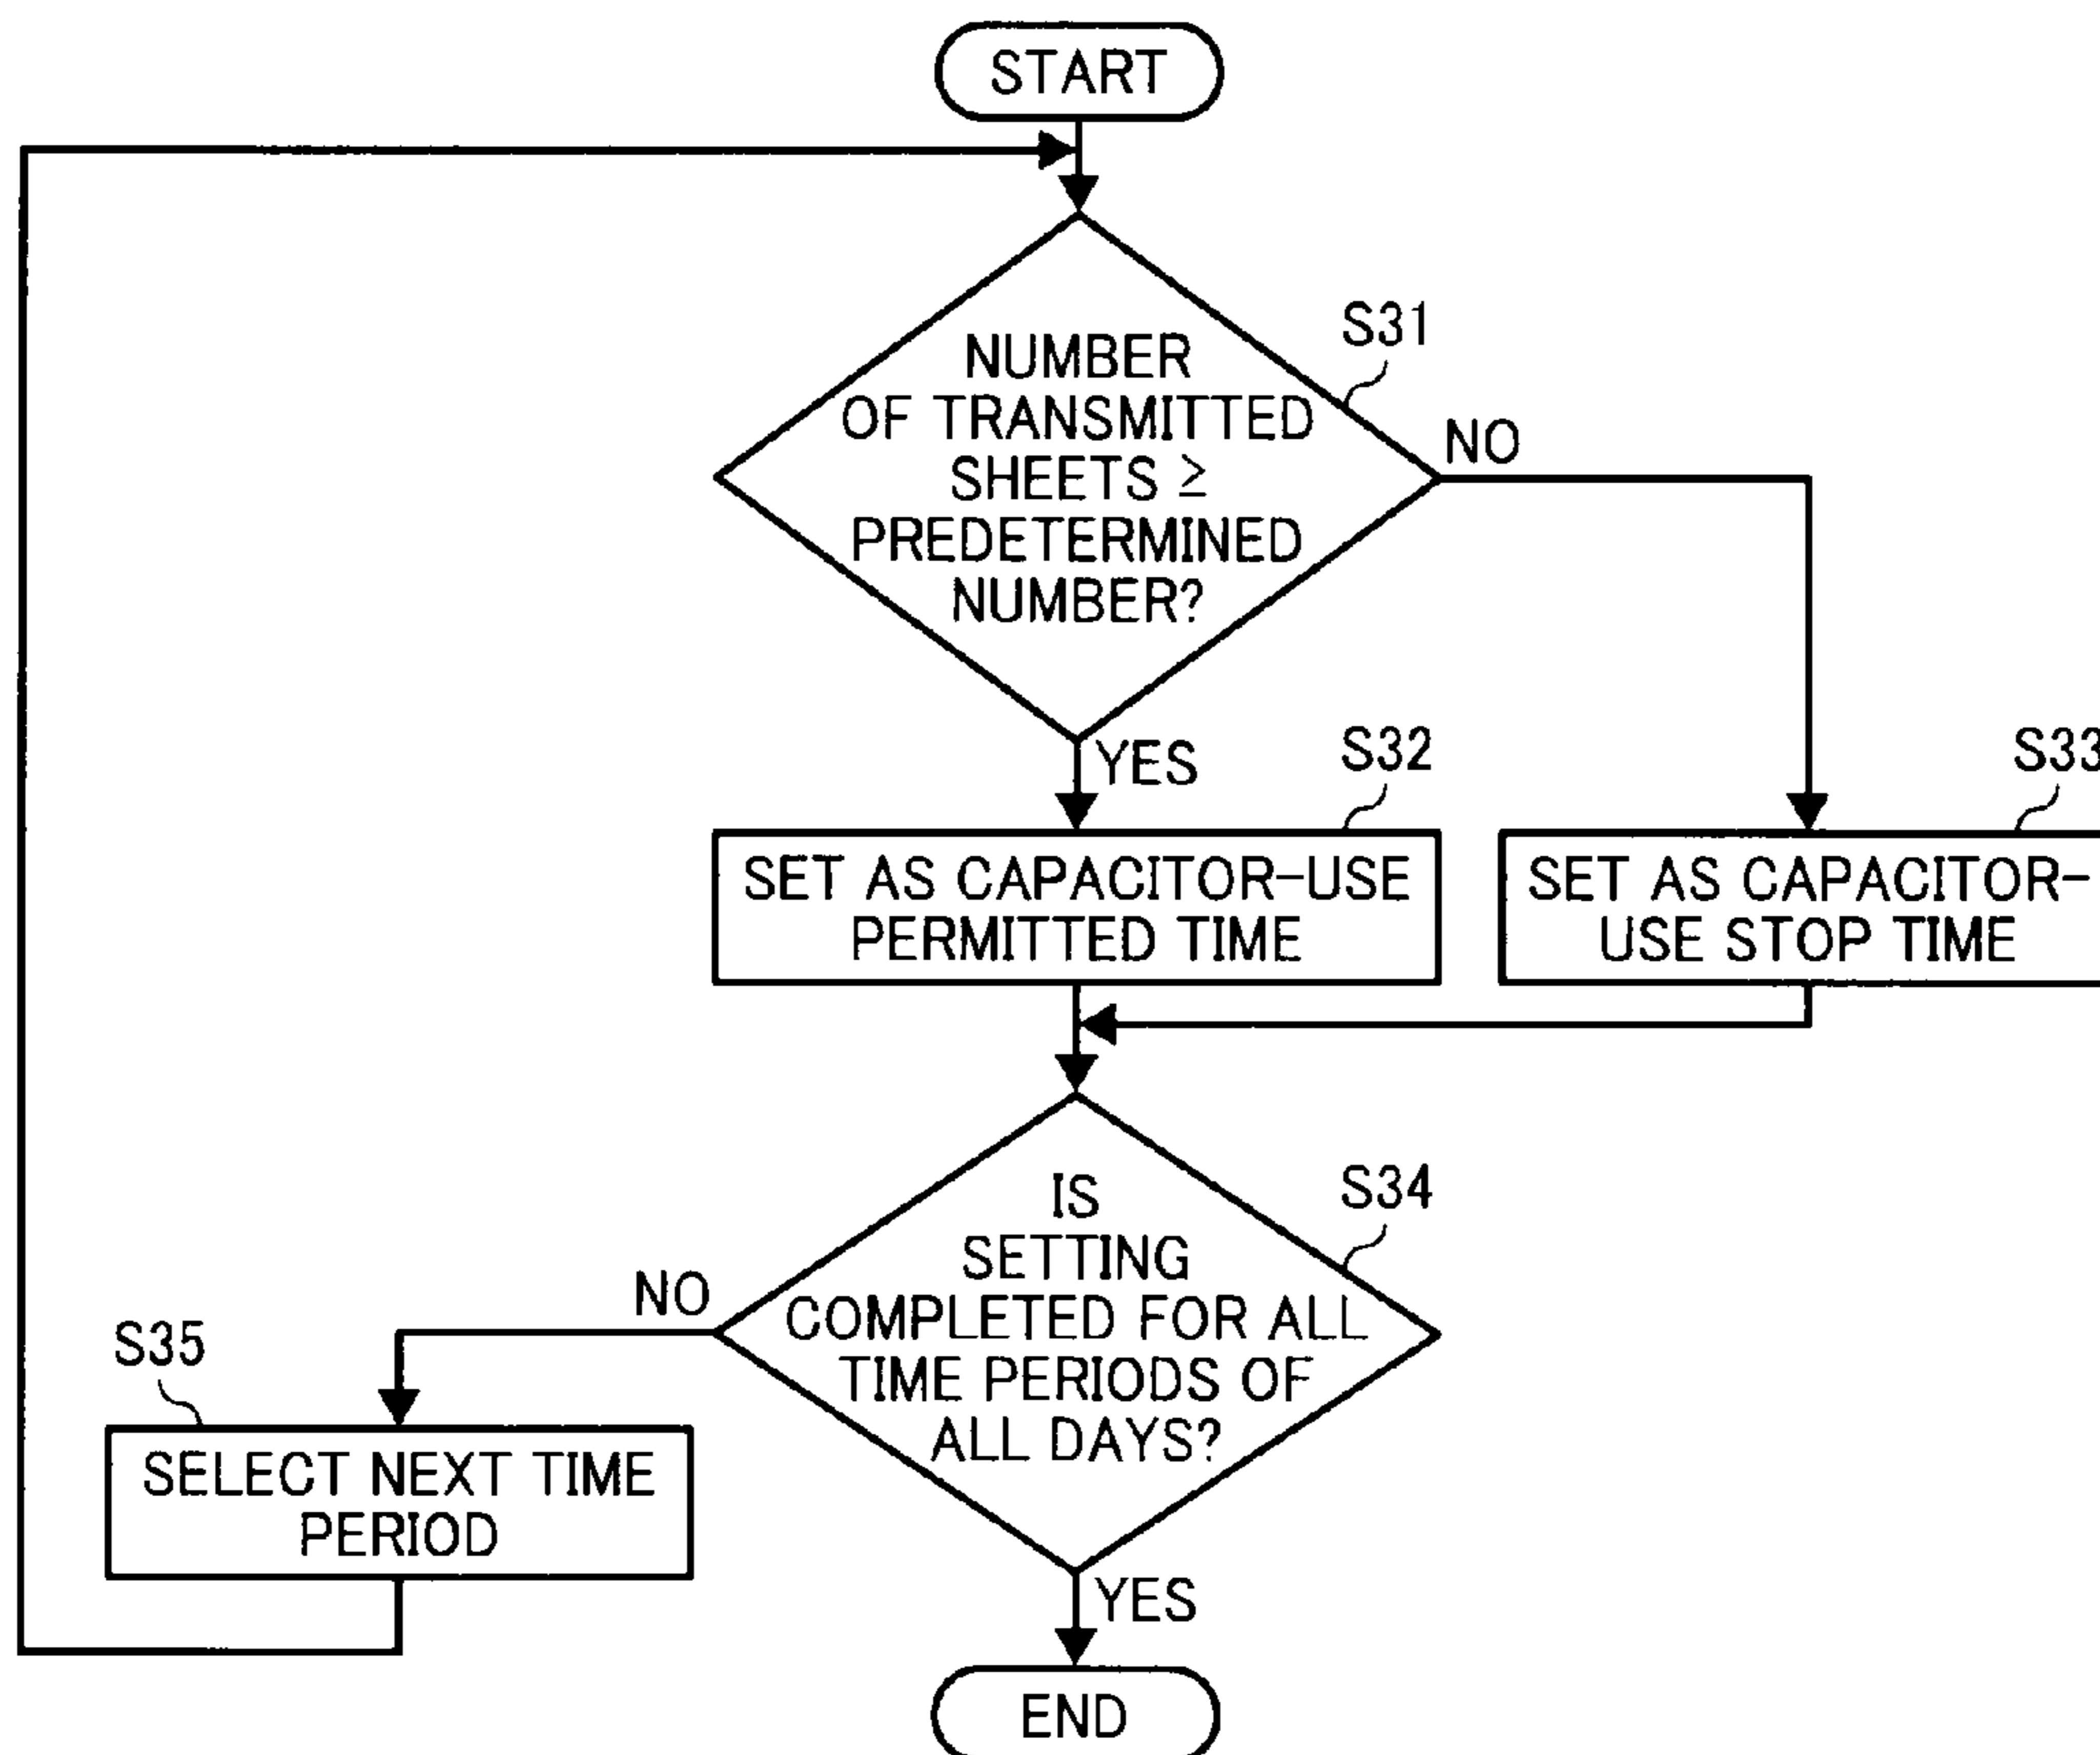 START
S31
NUMBER
OF TRANSMITTED
SHEETS ≥
PREDETERMINED
NUMBER?
NO
YES
S32
S33
SET AS CAPACITOR-USE
PERMITTED TIME
SET AS CAPACITOR-
USE STOP TIME
S34
IS
SETTING
COMPLETED FOR ALL
TIME PERIODS OF
ALL DAYS?
NO
S35
SELECT NEXT TIME
PERIOD
YES
END